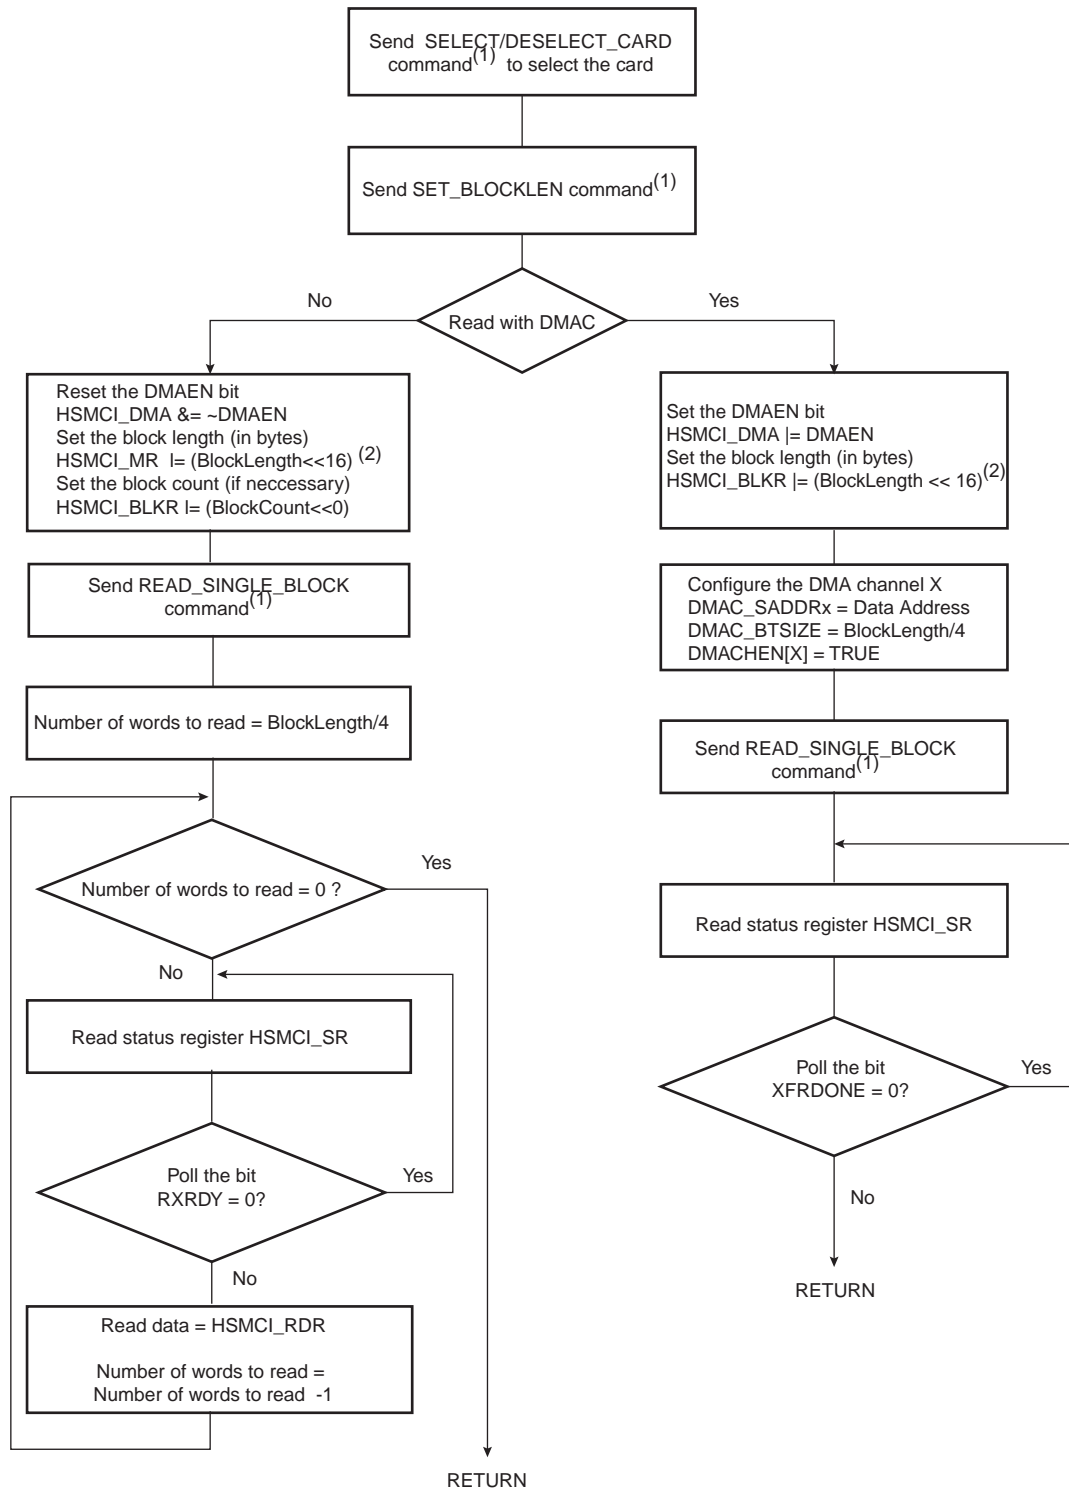 Send SELECT/DESELECT_CARD
command(1) to select the card
Send SET_BLOCKLEN command(1)
No
Yes
Read with DMAC
Reset the DMAEN bit
HSMCI_DMA &= ~DMAEN
Set the block length (in bytes)
HSMCI_MR l= (BlockLength<<16) (2)
Set the block count (if neccessary)
HSMCI_BLKR l= (BlockCount<<0)
Send READ_SINGLE_BLOCK
command(1)
Number of words to read = BlockLength/4
Number of words to read = 0 ?
Yes
No
Read status register HSMCI_SR
Poll the bit
RXRDY = 0?
Yes
No
Read data = HSMCI_RDR
Number of words to read =
Number of words to read -1
RETURN
Set the DMAEN bit
HSMCI_DMA |= DMAEN
Set the block length (in bytes)
HSMCI_BLKR |= (BlockLength << 16)(2)
Configure the DMA channel X
DMAC_SADDRx = Data Address
DMAC_BTSIZE = BlockLength/4
DMACHEN[X] = TRUE
Send READ_SINGLE_BLOCK
command(1)
Read status register HSMCI_SR
Poll the bit
XFRDONE = 0?
Yes
No
RETURN